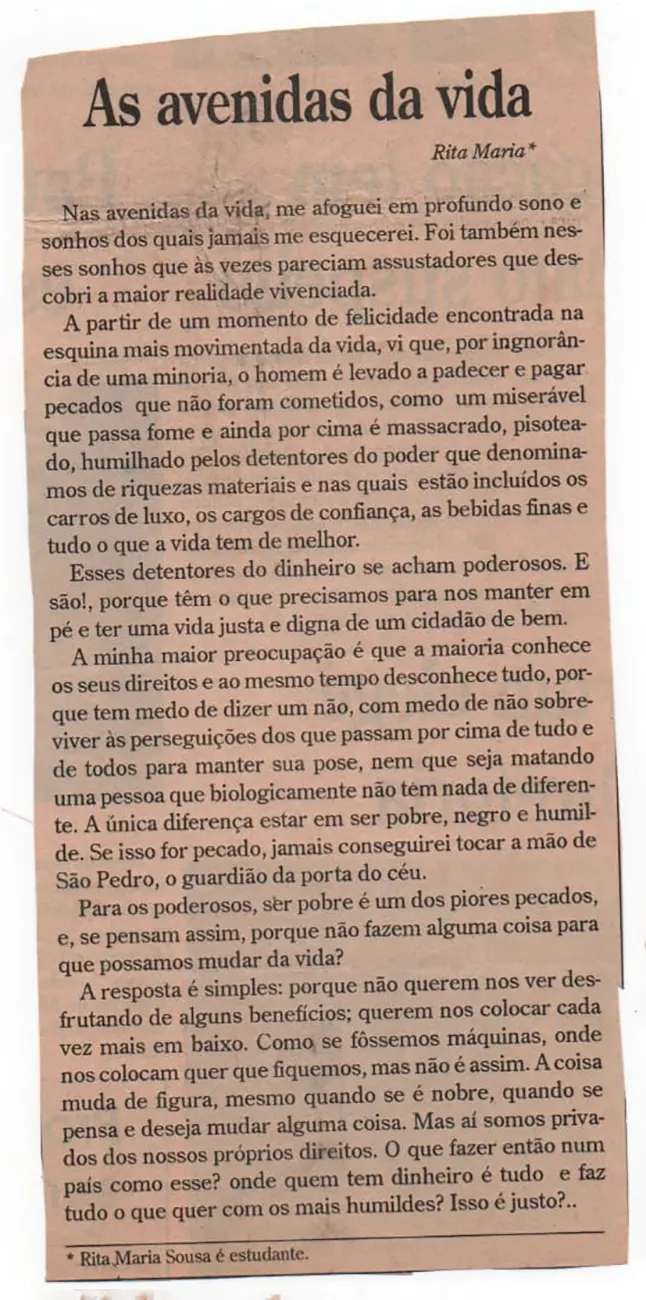 As avenidas da vida
Rita Maria*
Nas avenidas da vida, me afoguei em profundo sono e
sonhos dos quais jamais me esquecerei. Foi também nes-
ses sonhos que às vezes pareciam assustadores que des-
cobri a maior realidade vivenciada.
A partir de um momento de felicidade encontrada na
esquina mais movimentada da vida, vi que, por ingnorân-
cia de uma minoria, o homem é levado a padecer e pagar
pecados que não foram cometidos, como um miserável
que passa fome e ainda por cima é massacrado, pisotea-
do, humilhado pelos detentores do poder que denomina-
mos de riquezas materiais e nas quais estão incluídos os
carros de luxo, os cargos de confiança, as bebidas finas e
tudo o que a vida tem de melhor.
Esses detentores do dinheiro se acham poderosos. E
são!, porque têm o que precisamos para nos manter em
pé e ter uma vida justa e digna de um cidadão de bem.
A minha maior preocupação é que a maioria conhece
os seus direitos e ao mesmo tempo desconhece tudo, por-
que tem medo de dizer um não, com medo de não sobre-
viver às perseguições dos que passam por cima de tudo e
de todos para manter sua pose, nem que seja matando
uma pessoa que biologicamente não tem nada de diferen-
te. A única diferença estar em ser pobre, negro e humil-
de. Se isso for pecado, jamais conseguirei tocar a mão de
São Pedro, o guardião da porta do céu.
Para os poderosos, ser pobre é um dos piores pecados,
e, se pensam assim, porque não fazem alguma coisa para
que possamos mudar da vida?
A resposta é simples: porque não querem nos ver des-
frutando de alguns benefícios; querem nos colocar cada
vez mais em baixo. Como se fôssemos máquinas, onde
nos colocam quer que fiquemos, mas não é assim. A coisa
muda de figura, mesmo quando se é nobre, quando se
pensa e deseja mudar alguma coisa. Mas aí somos priva-
dos dos nossos próprios direitos. O que fazer então num
país como esse? onde quem tem dinheiro é tudo e faz
tudo o que quer com os mais humildes? Isso é justo?..
* Rita Maria Sousa é estudante.